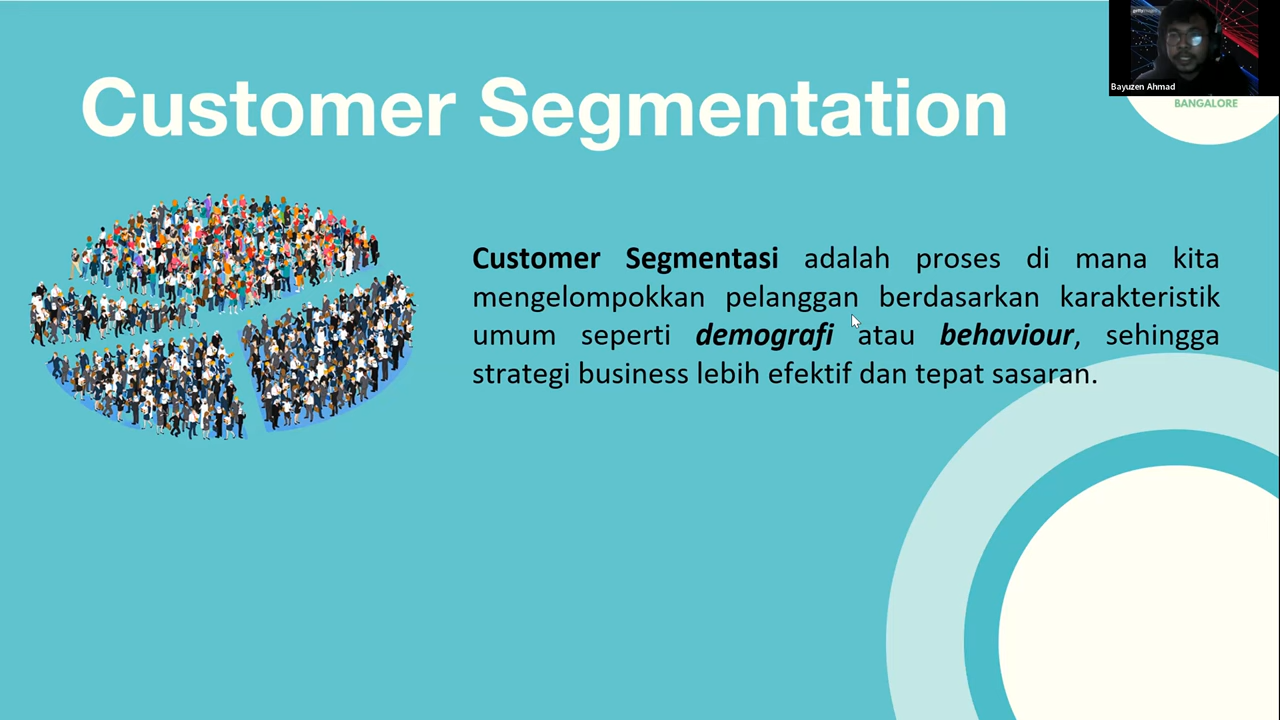 Customer Segmentation
Bayuzen Ahmad
BANGALORE
Customer Segmentasi adalah proses di mana kita
mengelompokkan pelanggan berdasarkan karakteristik
umum seperti demografi atau behaviour, sehingga
strategi business lebih efektif dan tepat sasaran.